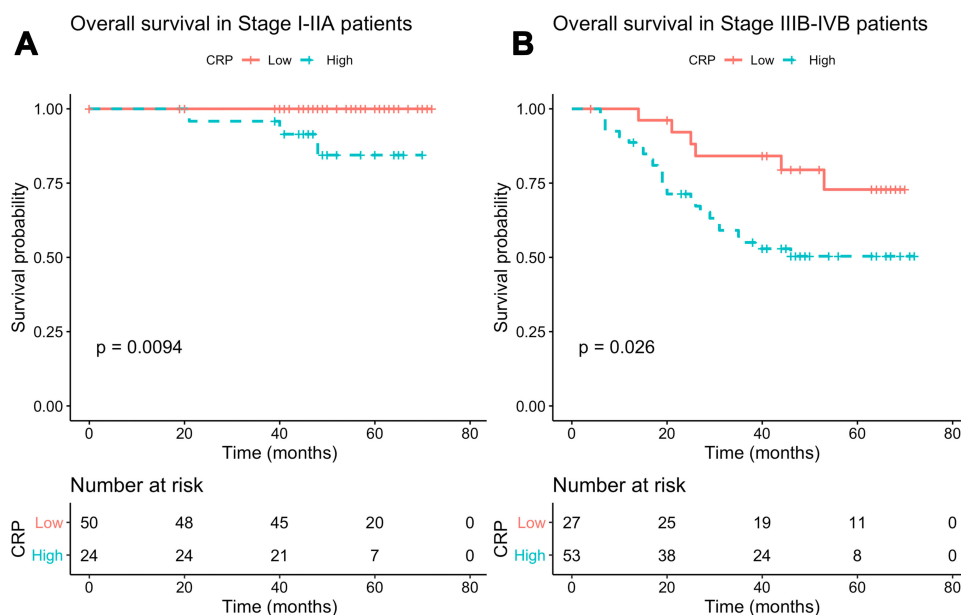 A
Overall survival in Stage I-IIA patients
CRP Low High
1.00
0.75
0.50
0.25
0.00
Survival probability
p = 0.0094
0 20 40 60 80
Time (months)
Number at risk
CRP
Low 50 48 45 20 0
High 24 24 21 7 0
0 20 40 60 80
Time (months)
B
Overall survival in Stage IIIB-IVB patients
CRP Low High
1.00
0.75
0.50
0.25
0.00
Survival probability
p = 0.026
0 20 40 60 80
Time (months)
Number at risk
CRP
Low 27 25 19 11 0
High 53 38 24 8 0
0 20 40 60 80
Time (months)